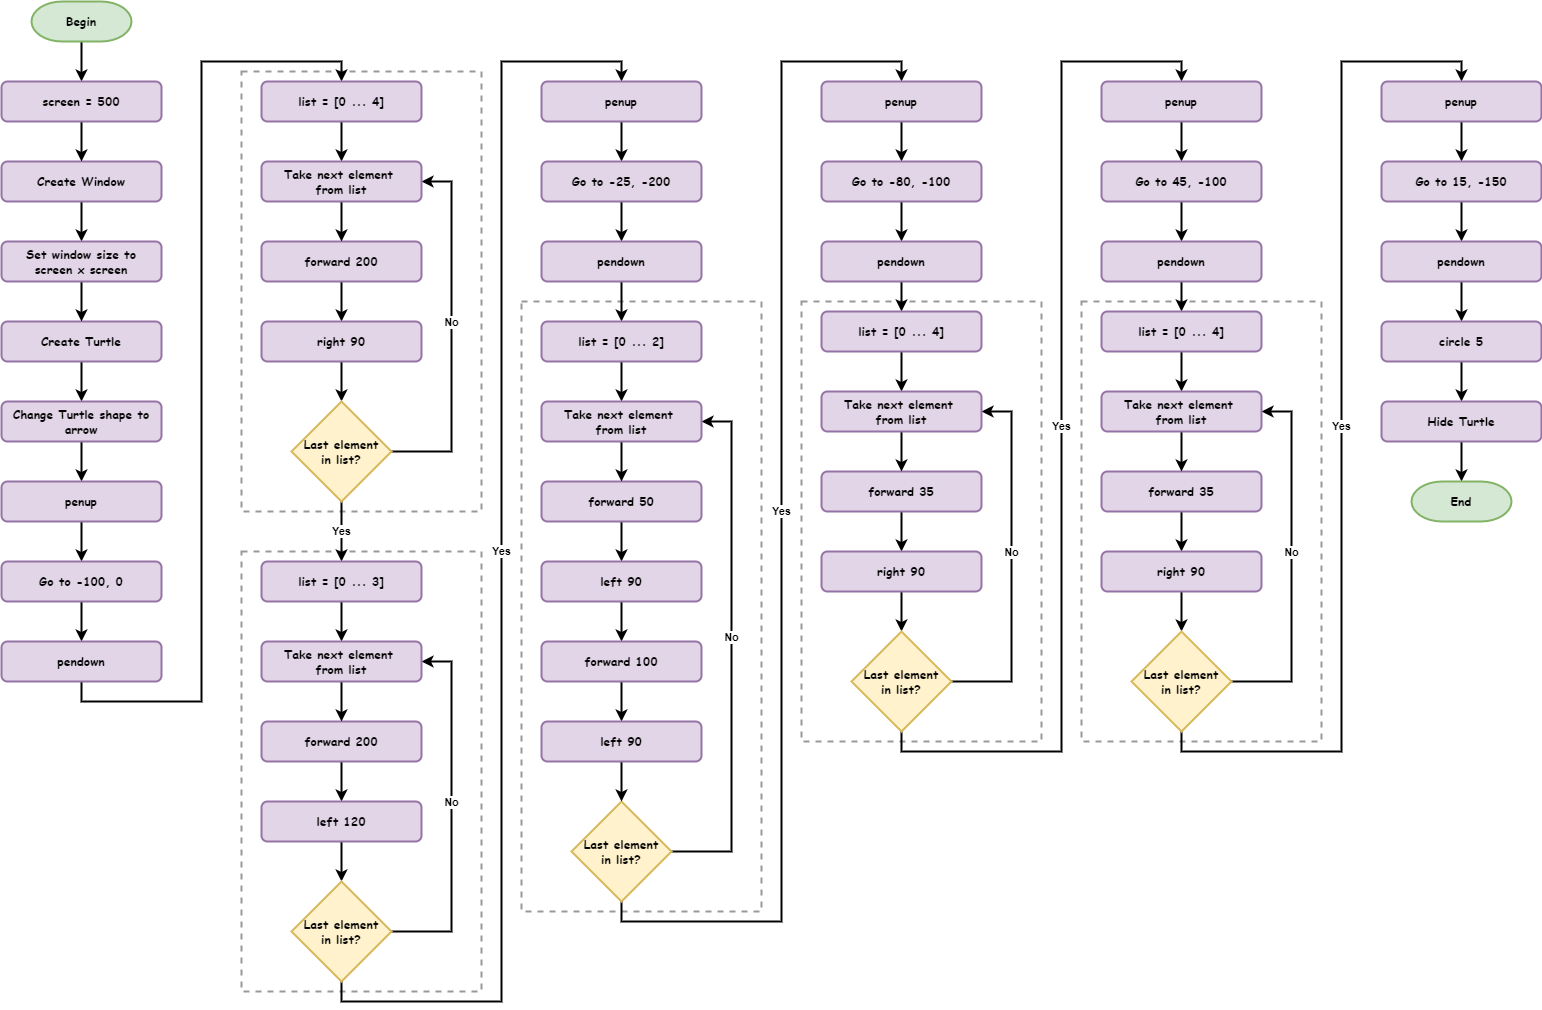 Begin
screen = 500
Create Window
Set window size to
screen x screen
Create Turtle
Change Turtle shape to
arrow
penup
Go to -100, 0
pendown
list = [0 ... 4]
Take next element
from list
forward 200
right 90
Last element
in list?
No
Yes
list = [0 ... 3]
Take next element
from list
forward 200
left 120
Last element
in list?
No
Yes
penup
Go to -25, -200
pendown
list = [0 ... 2]
Take next element
from list
forward 50
left 90
forward 100
left 90
Last element
in list?
No
Yes
penup
Go to -80, -100
pendown
list = [0 ... 4]
Take next element
from list
forward 35
right 90
Last element
in list?
No
Yes
penup
Go to 45, -100
pendown
list = [0 ... 4]
Take next element
from list
forward 35
right 90
Last element
in list?
No
Yes
penup
Go to 15, -150
pendown
circle 5
Hide Turtle
End